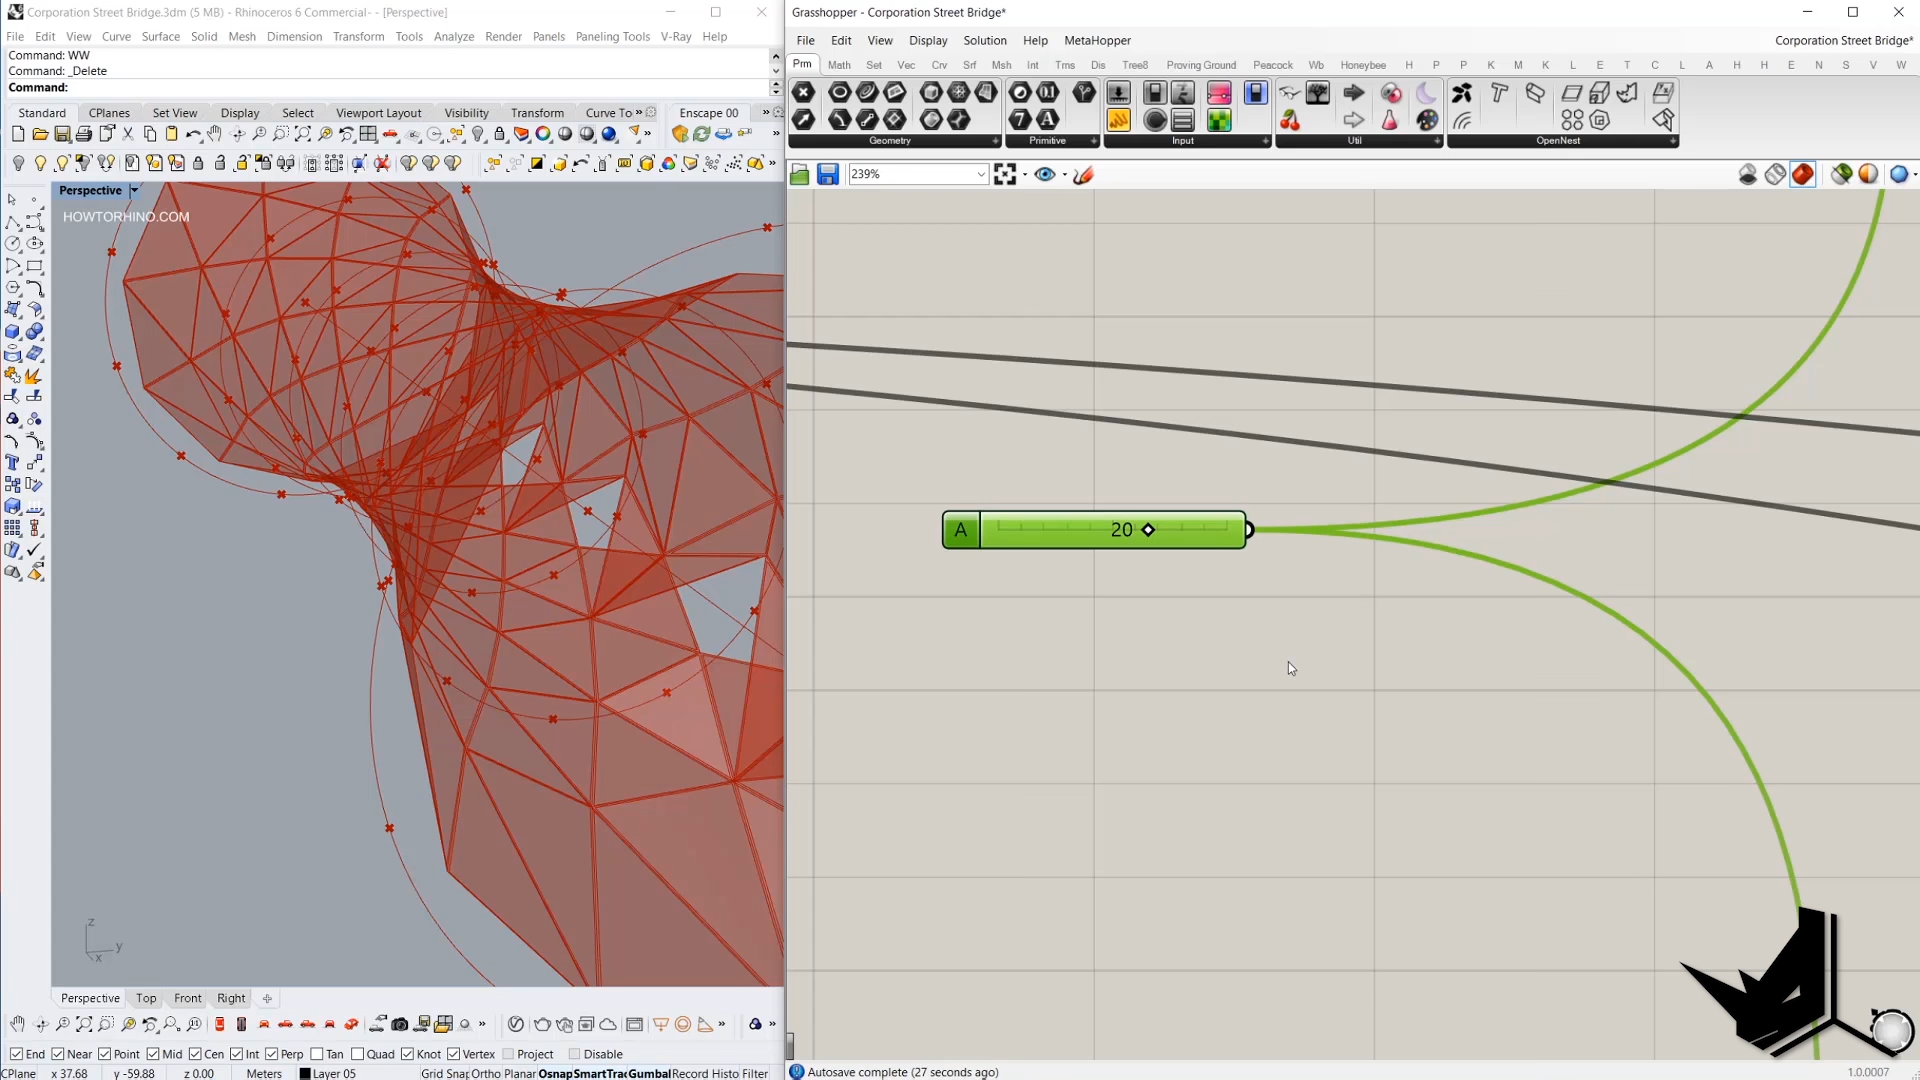 Corporation Street Bridge.3dm (5 MB) - Rhinoceros 6 Commercial- - [Perspective]
File Edit View Curve Surface Solid Mesh Dimension Transform Tools Analyze Render Panels Paneling Tools V-Ray Help
Command: WW
Command: _Delete
Command:
Standard CPlanes Set View Display Select Viewport Layout Visibility Transform Curve To » Enscape 00 »
Perspective
HOWTORHINO.COM
z
y
x
Perspective Top Front Right
End Near Point Mid Cen Int Perp Tan Quad Knot Vertex Project Disable
CPlane x 37.68 y -59.88 z 0.00 Meters Layer 05 Grid Snap Ortho Planar Osnap SmartTrac Gumbal Record Histo Filter
Grasshopper - Corporation Street Bridge*
File Edit View Display Solution Help MetaHopper Corporation Street Bridge*
Prm Math Set Vec Crv Srf Msh Int Trns Dis Tree8 Proving Ground Peacock Wb Honeybee H P P K M K L E T C L A H H E N S V W
Geometry Primitive Input Util OpenNest
239%
A 20
Autosave complete (27 seconds ago) 1.0.0007